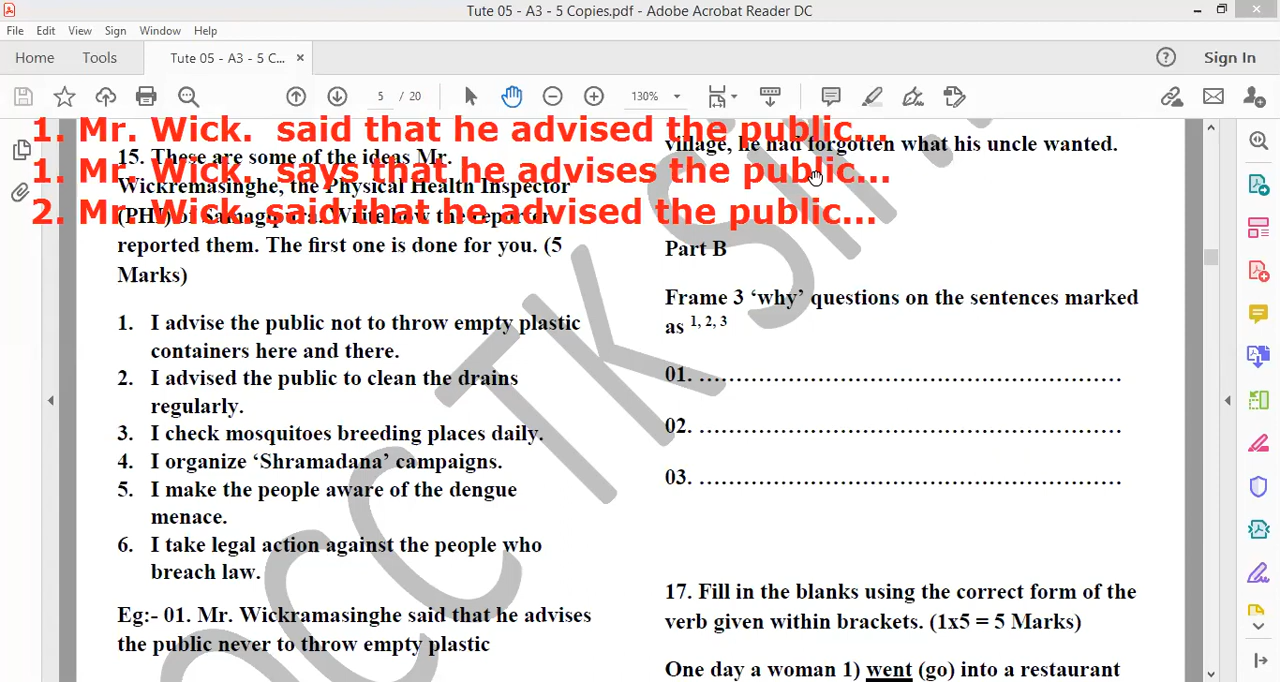 Tute 05 - A3 - 5 Copies.pdf - Adobe Acrobat Reader DC
File Edit View Sign Window Help
Home Tools Tute 05 - A3 - 5 C... × Sign In
5 / 20 130%
1. Mr. Wick. said that he advised the public...
1. Mr. Wick. says that he advises the public...
2. Mr. Wick. said that he advised the public...
15. These are some of the ideas Mr.
Wickremasinghe, the Physical Health Inspector
(PHI) of Samagipura. Write how the reporter
reported them. The first one is done for you. (5
Marks)
1. I advise the public not to throw empty plastic
containers here and there.
2. I advised the public to clean the drains
regularly.
3. I check mosquitoes breeding places daily.
4. I organize ‘Shramadana’ campaigns.
5. I make the people aware of the dengue
menace.
6. I take legal action against the people who
breach law.
Eg:- 01. Mr. Wickramasinghe said that he advises
the public never to throw empty plastic
village, he had forgotten what his uncle wanted.
Part B
Frame 3 ‘why’ questions on the sentences marked
as 1, 2, 3
01. ……………………………………………
02. ……………………………………………
03. ……………………………………………
17. Fill in the blanks using the correct form of the
verb given within brackets. (1x5 = 5 Marks)
One day a woman 1) went (go) into a restaurant